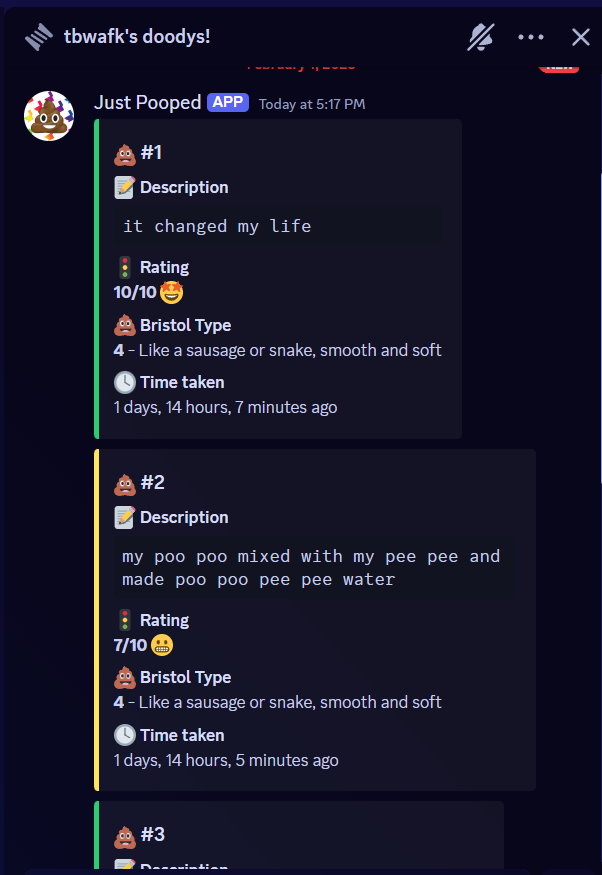 tbwafk's doodys!
Just Pooped APP Today at 5:17 PM
#1
Description
it changed my life
Rating
10/10
Bristol Type
4 - Like a sausage or snake, smooth and soft
Time taken
1 days, 14 hours, 7 minutes ago
#2
Description
my poo poo mixed with my pee pee and
made poo poo pee pee water
Rating
7/10
Bristol Type
4 - Like a sausage or snake, smooth and soft
Time taken
1 days, 14 hours, 5 minutes ago
#3
Description